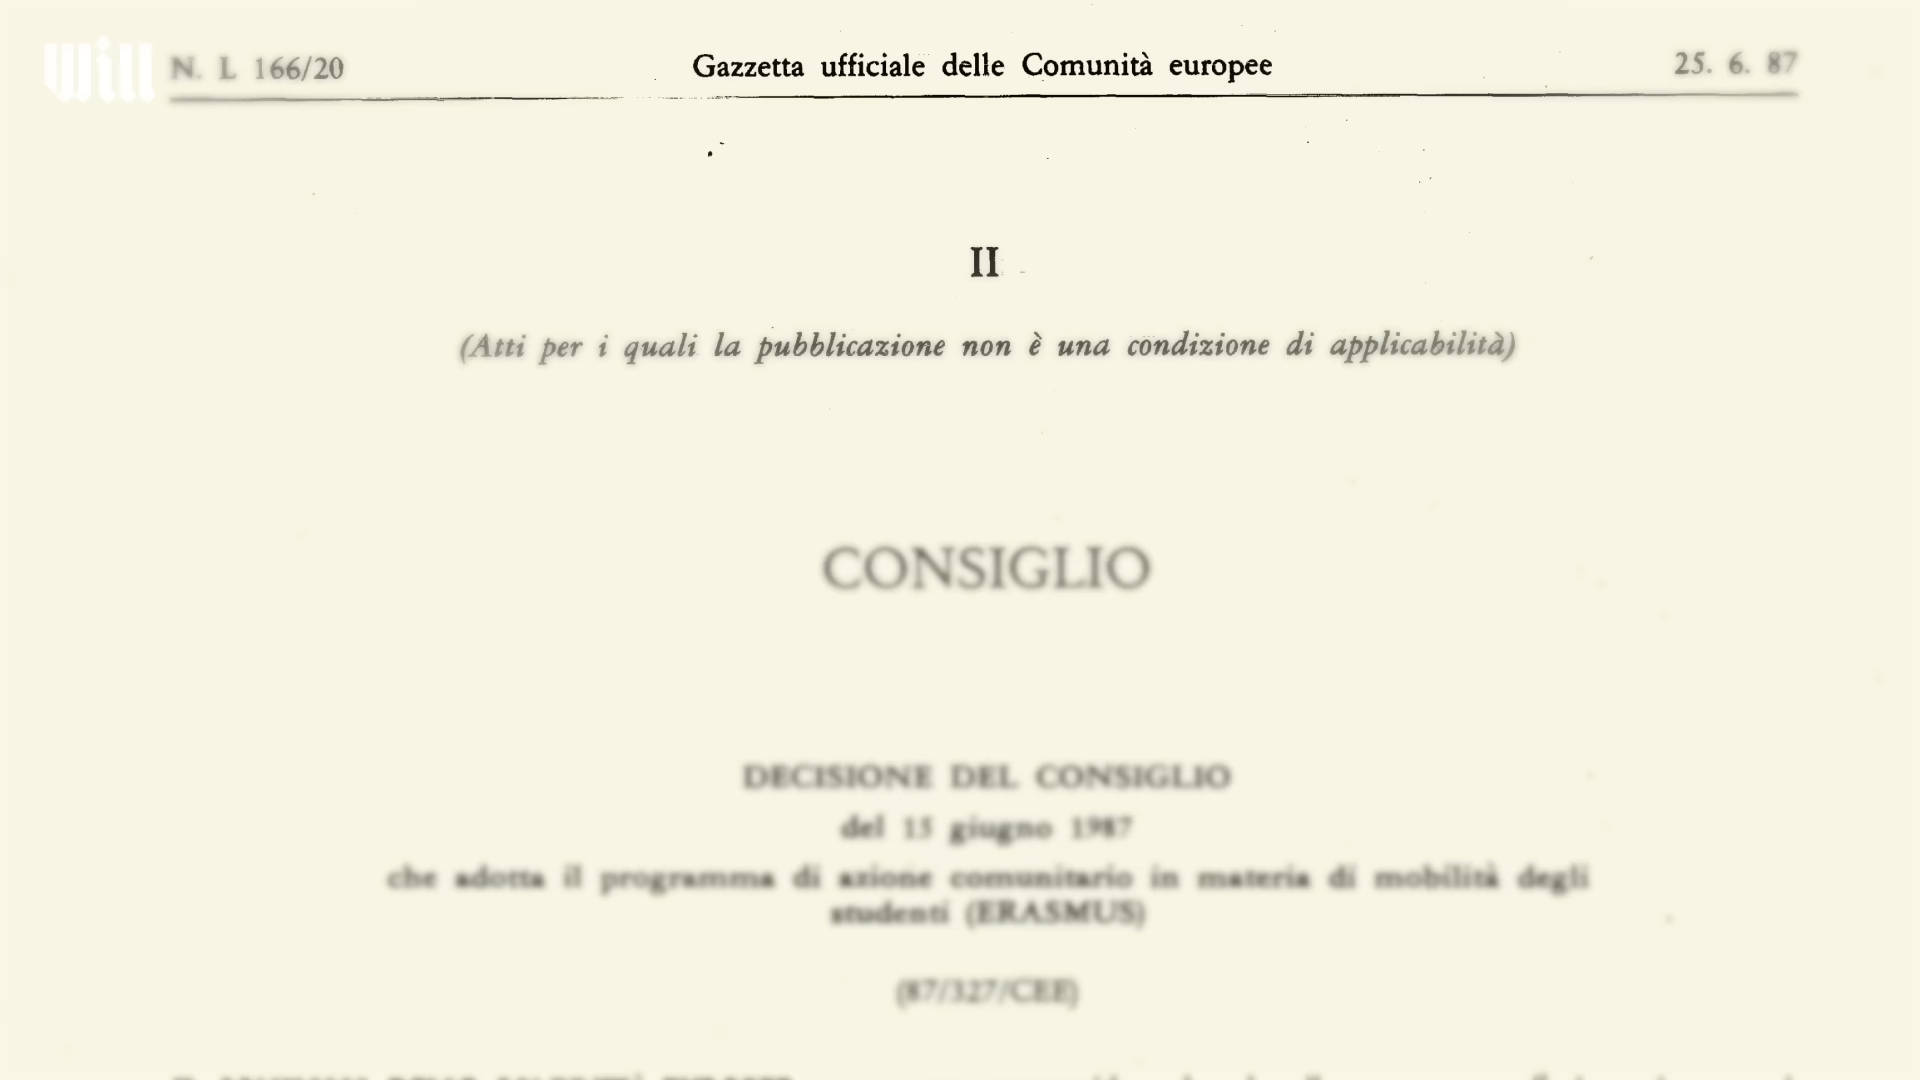 will
N. L 166/20 Gazzetta ufficiale delle Comunità europee 25. 6. 87
II
(Atti per i quali la pubblicazione non è una condizione di applicabilità)
CONSIGLIO
DECISIONE DEL CONSIGLIO
del 15 giugno 1987
che adotta il programma di azione comunitario in materia di mobilità degli
studenti (ERASMUS)
(87/327/CEE)